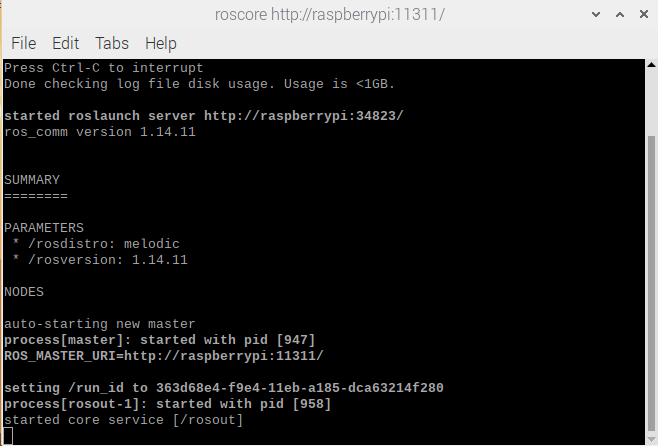 roscore http://raspberrypi:11311/
File Edit Tabs Help
Press Ctrl-C to interrupt
Done checking log file disk usage. Usage is <1GB.
started roslaunch server http://raspberrypi:34823/
ros_comm version 1.14.11
SUMMARY
========
PARAMETERS
* /rosdistro: melodic
* /rosversion: 1.14.11
NODES
auto-starting new master
process[master]: started with pid [947]
ROS_MASTER_URI=http://raspberrypi:11311/
setting /run_id to 363d68e4-f9e4-11eb-a185-dca63214f280
process[rosout-1]: started with pid [958]
started core service [/rosout]